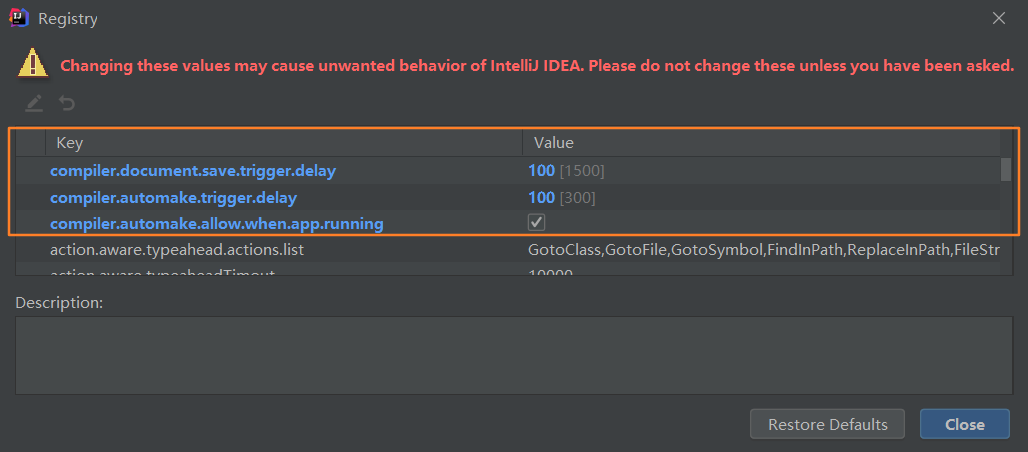 Registry
Changing these values may cause unwanted behavior of IntelliJ IDEA. Please do not change these unless you have been asked.
Key Value
compiler.document.save.trigger.delay 100 [1500]
compiler.automake.trigger.delay 100 [300]
compiler.automake.allow.when.app.running
action.aware.typeahead.actions.list GotoClass,GotoFile,GotoSymbol,FindInPath,ReplaceInPath,FileStr
action.aware.typeaheadTimeout 10000
Description:
Restore Defaults Close